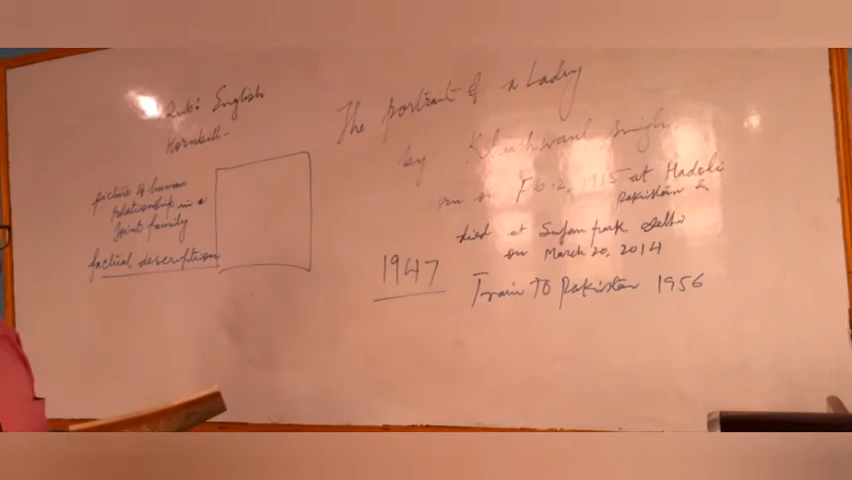 Sub: English
Hornbill-
The portrait of a Lady
by Khushwant Singh
picture of human
relationship in a
Joint family
factual description
on Feb. 2, 1915 at Hadali
Pakistan &
died at Sujan park Delhi
on March 20, 2014
1947
Train To Pakistan 1956